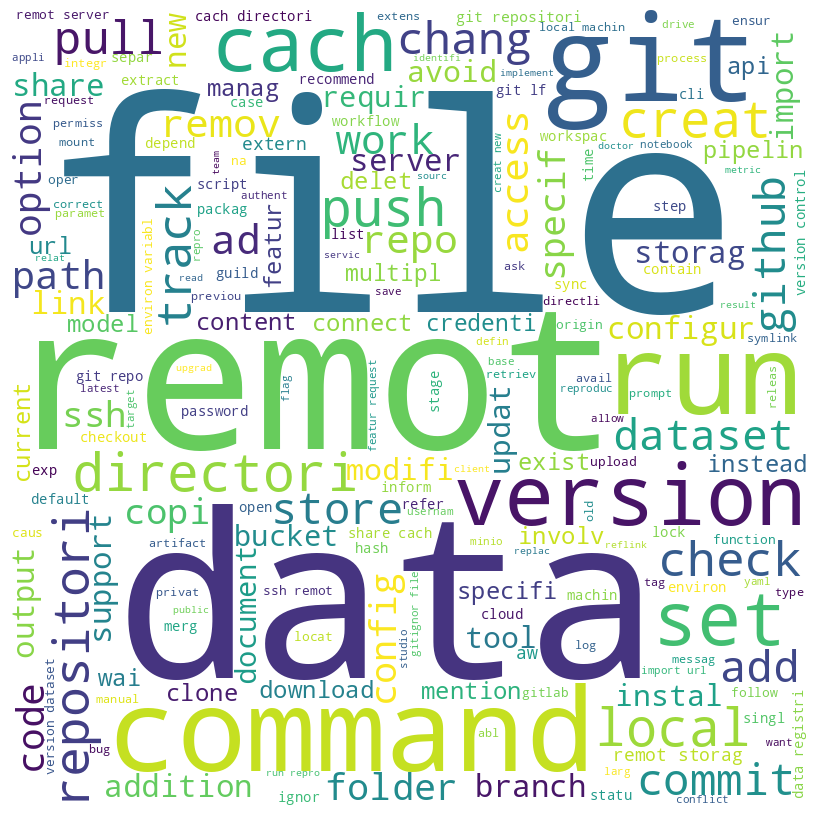 remot server
cach directori
extens
git repositori
local machin
drive
ensur
appli
integr
separ
pull
new
cach
chang
identifi
git
process
api
import
request
extract
manag
recommend
avoid
implement
git lf
cli
share
case
requir
workflow
remov
creat
permiss
mount
depend
na
extern
work
server
access
workspac
doctor
notebook
pipelin
metric
option
oper
team
script
authent
delet
creat new
sourc
specif
time
file
correct
paramet
track
packag
featur
push
list
repo
step
github
version control
url
relat
environ variabl
ad
repro
guild
servic
read
multipl
ask
storag
contain
sync
path
link
previou
save
directli
result
model
content
connect
credenti
origin
configur
symlink
remot
run
upgrad
defin
base
retriev
avail
git repo
latest
target
flag
featur request
stage
reproduc
prompt
releas
current
ssh
checkout
password
updat
allow
dataset
exp
directori
modifi
client
exist
upload
instead
default
inform
version
copi
open
store
refer
usernam
old
caus
support
artifact
bucket
share cach
hash
minio
involv
replac
reflink
lock
function
check
output
repositori
privat
public
document
data
ssh remot
config
gitignor file
specifi
cloud
machin
tag
environ
yaml
type
set
merg
locat
studio
tool
aw
log
import url
messag
add
code
version dataset
wai
clone
download
mention
gitlab
instal
follow
singl
data registri
manual
bug
command
abl
local
want
remot storag
run repro
addition
ignor
folder
branch
statu
larg
commit
conflict